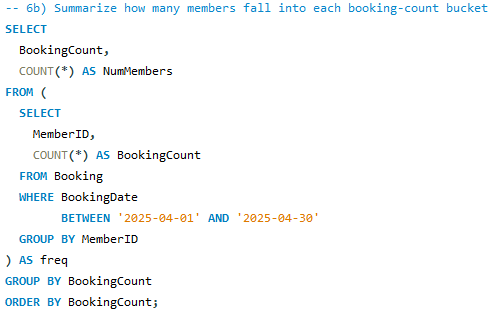 -- 6b) Summarize how many members fall into each booking-count bucket
SELECT
  BookingCount,
  COUNT(*) AS NumMembers
FROM (
  SELECT
    MemberID,
    COUNT(*) AS BookingCount
  FROM Booking
  WHERE BookingDate
        BETWEEN '2025-04-01' AND '2025-04-30'
  GROUP BY MemberID
) AS freq
GROUP BY BookingCount
ORDER BY BookingCount;